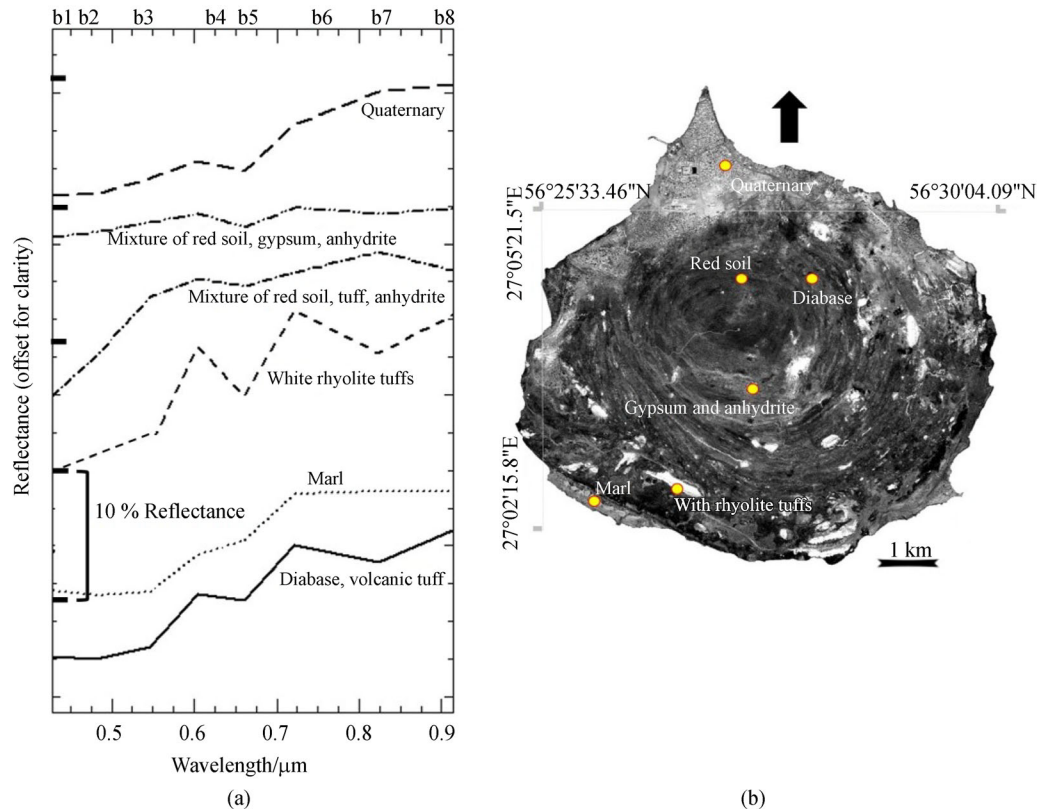 b1 b2 b3 b4 b5 b6 b7 b8
Quaternary
Mixture of red soil, gypsum, anhydrite
Mixture of red soil, tuff, anhydrite
White rhyolite tuffs
Marl
10 % Reflectance
Diabase, volcanic tuff
Reflectance (offset for clarity)
0.5 0.6 0.7 0.8 0.9
Wavelength/μm
(a)
Quaternary
56°25'33.46"N 56°30'04.09"N
27°05'21.5"E
Red soil
Diabase
Gypsum and anhydrite
27°02'15.8"E
Marl
With rhyolite tuffs
1 km
(b)